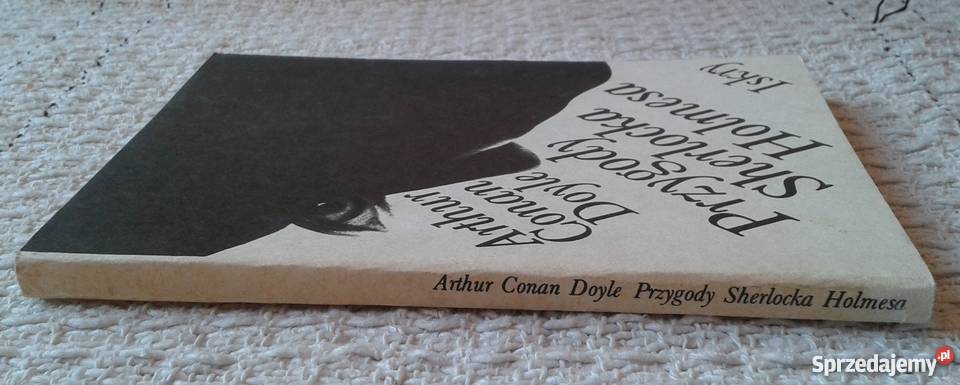 Arthur
Conan
Doyle
Przygody
Sherlocka
Holmesa
Iskry
Arthur Conan Doyle Przygody Sherlocka Holmesa
Sprzedajemy.pl